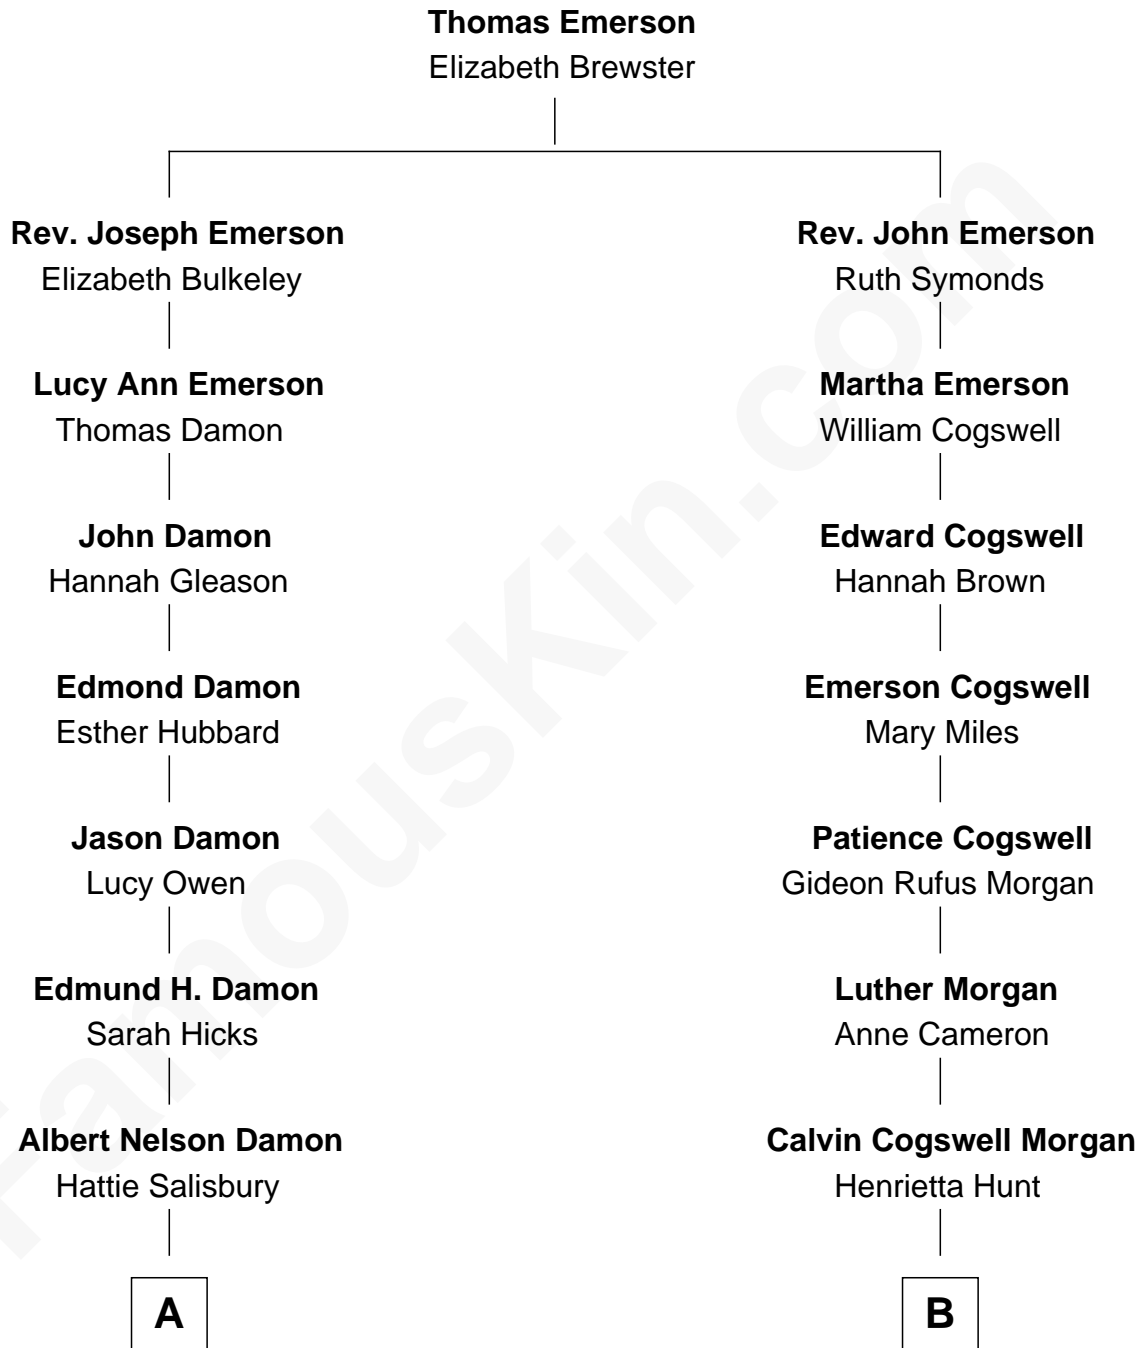 Thomas Emerson
Elizabeth Brewster
Rev. Joseph Emerson
Elizabeth Bulkeley
Lucy Ann Emerson
Thomas Damon
John Damon
Hannah Gleason
Edmond Damon
Esther Hubbard
Jason Damon
Lucy Owen
Edmund H. Damon
Sarah Hicks
Albert Nelson Damon
Hattie Salisbury
A
Rev. John Emerson
Ruth Symonds
Martha Emerson
William Cogswell
Edward Cogswell
Hannah Brown
Emerson Cogswell
Mary Miles
Patience Cogswell
Gideon Rufus Morgan
Luther Morgan
Anne Cameron
Calvin Cogswell Morgan
Henrietta Hunt
B
FamousKin.com